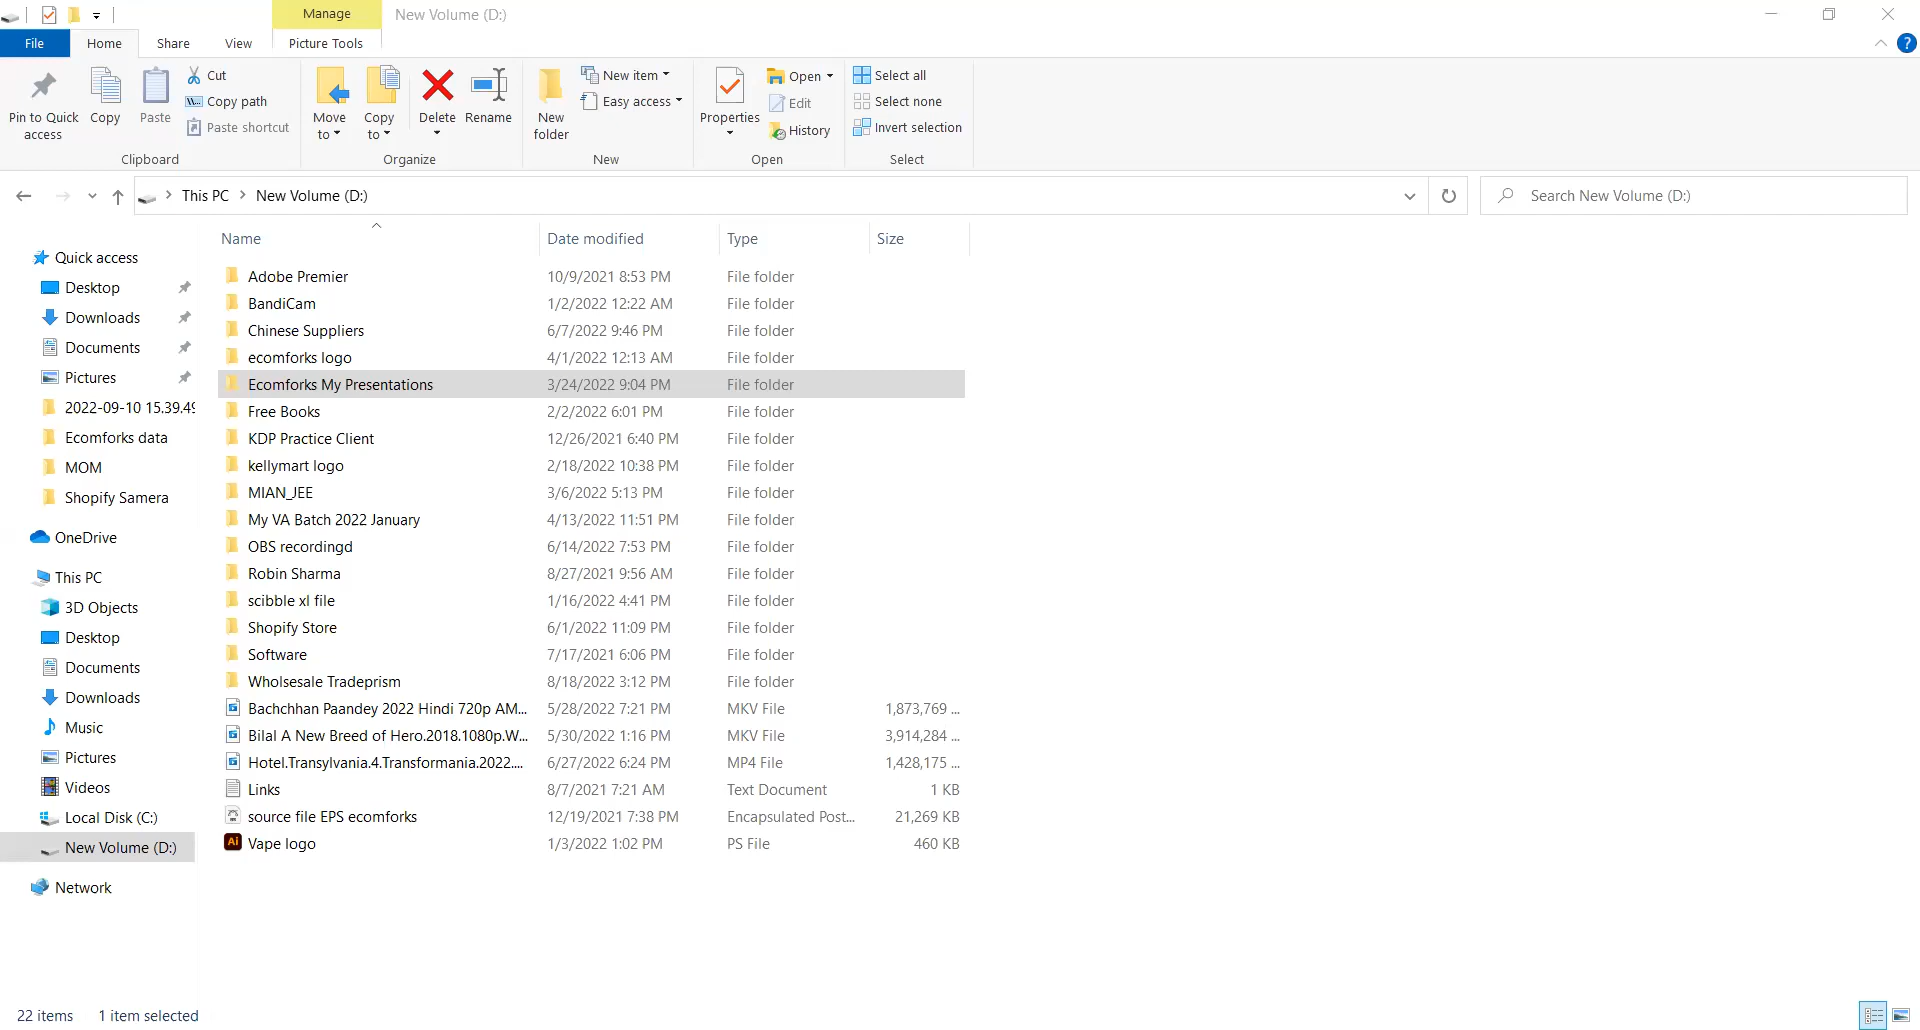 Manage
New Volume (D:)
File
Home
Share
View
Picture Tools
Pin to Quick access
Copy
Paste
Cut
Copy path
Paste shortcut
Clipboard
Move to
Copy to
Delete
Rename
Organize
New folder
New item
Easy access
New
Properties
Open
Edit
History
Open
Select all
Select none
Invert selection
Select
This PC > New Volume (D:)
Search New Volume (D:)
Quick access
Desktop
Downloads
Documents
Pictures
2022-09-10 15.39.49
Ecomforks data
MOM
Shopify Samera
OneDrive
This PC
3D Objects
Desktop
Documents
Downloads
Music
Pictures
Videos
Local Disk (C:)
New Volume (D:)
Network
Name Date modified Type Size
Adobe Premier 10/9/2021 8:53 PM File folder
BandiCam 1/2/2022 12:22 AM File folder
Chinese Suppliers 6/7/2022 9:46 PM File folder
ecomforks logo 4/1/2022 12:13 AM File folder
Ecomforks My Presentations 3/24/2022 9:04 PM File folder
Free Books 2/2/2022 6:01 PM File folder
KDP Practice Client 12/26/2021 6:40 PM File folder
kellymart logo 2/18/2022 10:38 PM File folder
MIAN_JEE 3/6/2022 5:13 PM File folder
My VA Batch 2022 January 4/13/2022 11:51 PM File folder
OBS recordingd 6/14/2022 7:53 PM File folder
Robin Sharma 8/27/2021 9:56 AM File folder
scibble xl file 1/16/2022 4:41 PM File folder
Shopify Store 6/1/2022 11:09 PM File folder
Software 7/17/2021 6:06 PM File folder
Wholsesale Tradeprism 8/18/2022 3:12 PM File folder
Bachchhan Paandey 2022 Hindi 720p AM... 5/28/2022 7:21 PM MKV File 1,873,769 ...
Bilal A New Breed of Hero.2018.1080p.W... 5/30/2022 1:16 PM MKV File 3,914,284 ...
Hotel.Transylvania.4.Transformania.2022.... 6/27/2022 6:24 PM MP4 File 1,428,175 ...
Links 8/7/2021 7:21 AM Text Document 1 KB
source file EPS ecomforks 12/19/2021 7:38 PM Encapsulated Post... 21,269 KB
Ai Vape logo 1/3/2022 1:02 PM PS File 460 KB
22 items 1 item selected